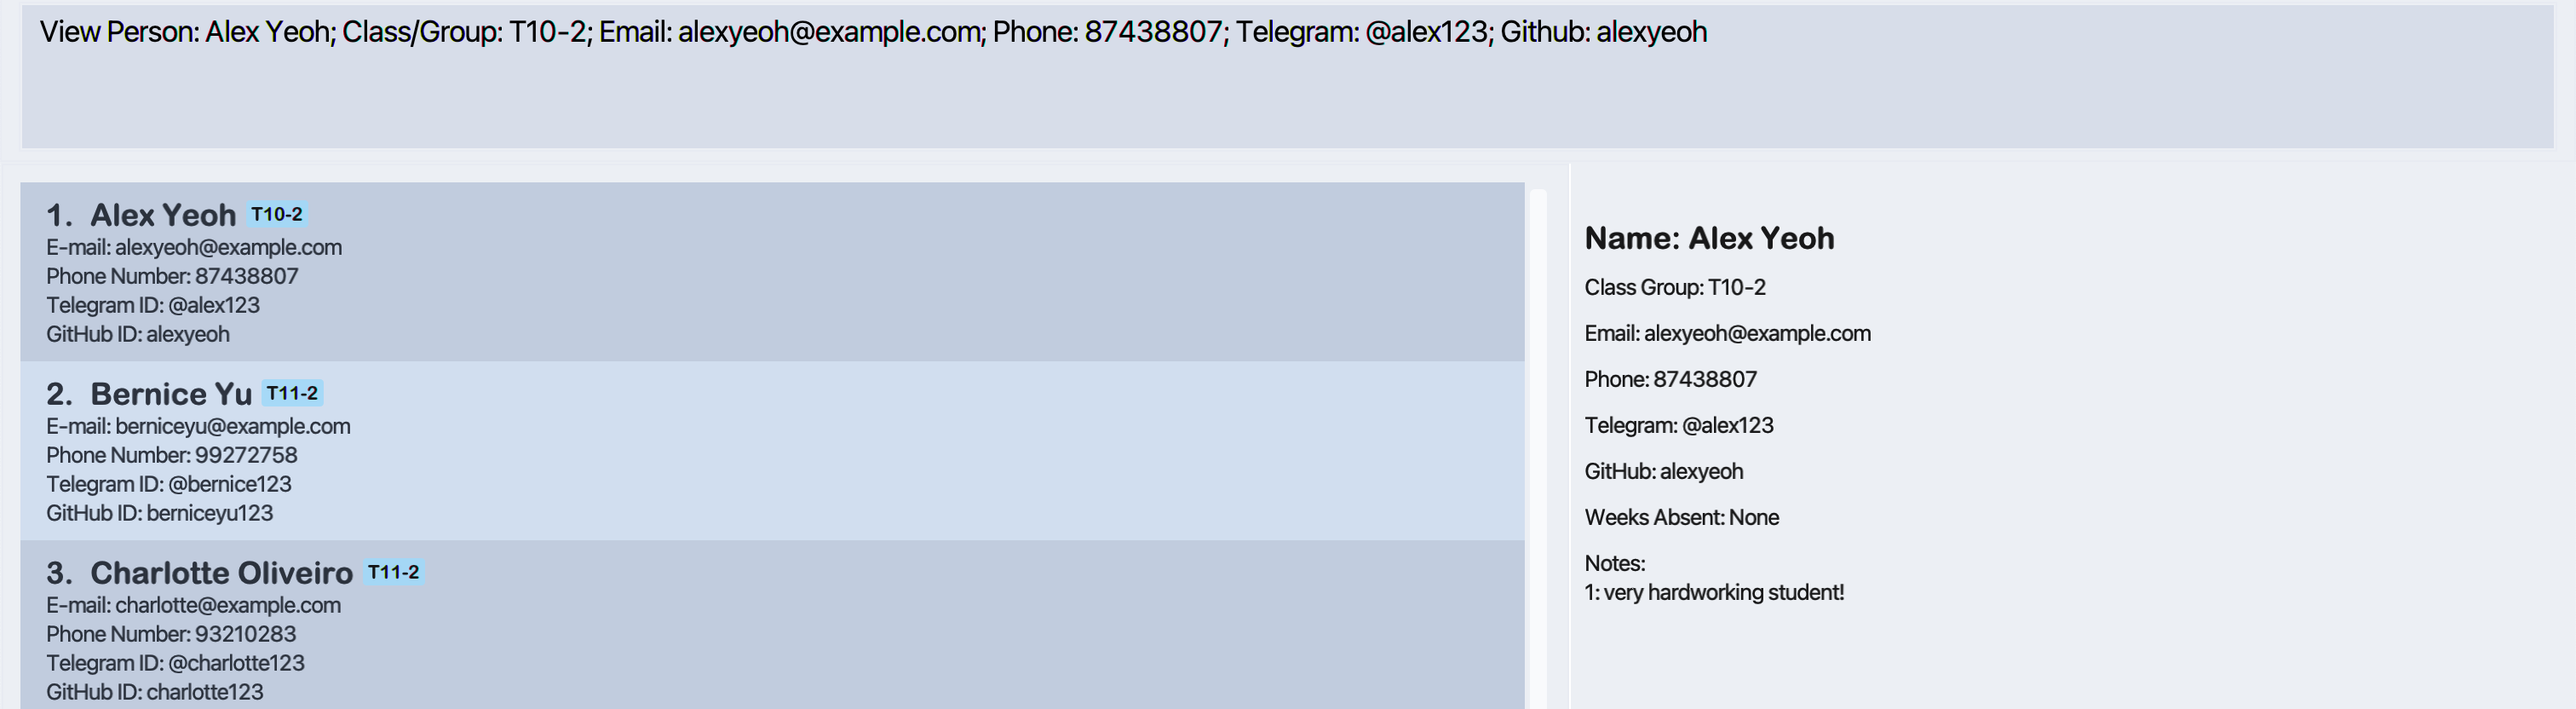 View Person: Alex Yeoh; Class/Group: T10-2; Email: alexyeoh@example.com; Phone: 87438807; Telegram: @alex123; Github: alexyeoh
1. Alex Yeoh T10-2
E-mail: alexyeoh@example.com
Phone Number: 87438807
Telegram ID: @alex123
GitHub ID: alexyeoh
2. Bernice Yu T11-2
E-mail: berniceyu@example.com
Phone Number: 99272758
Telegram ID: @bernice123
GitHub ID: berniceyu123
3. Charlotte Oliveiro T11-2
E-mail: charlotte@example.com
Phone Number: 93210283
Telegram ID: @charlotte123
GitHub ID: charlotte123
Name: Alex Yeoh
Class Group: T10-2
Email: alexyeoh@example.com
Phone: 87438807
Telegram: @alex123
GitHub: alexyeoh
Weeks Absent: None
Notes:
1: very hardworking student!